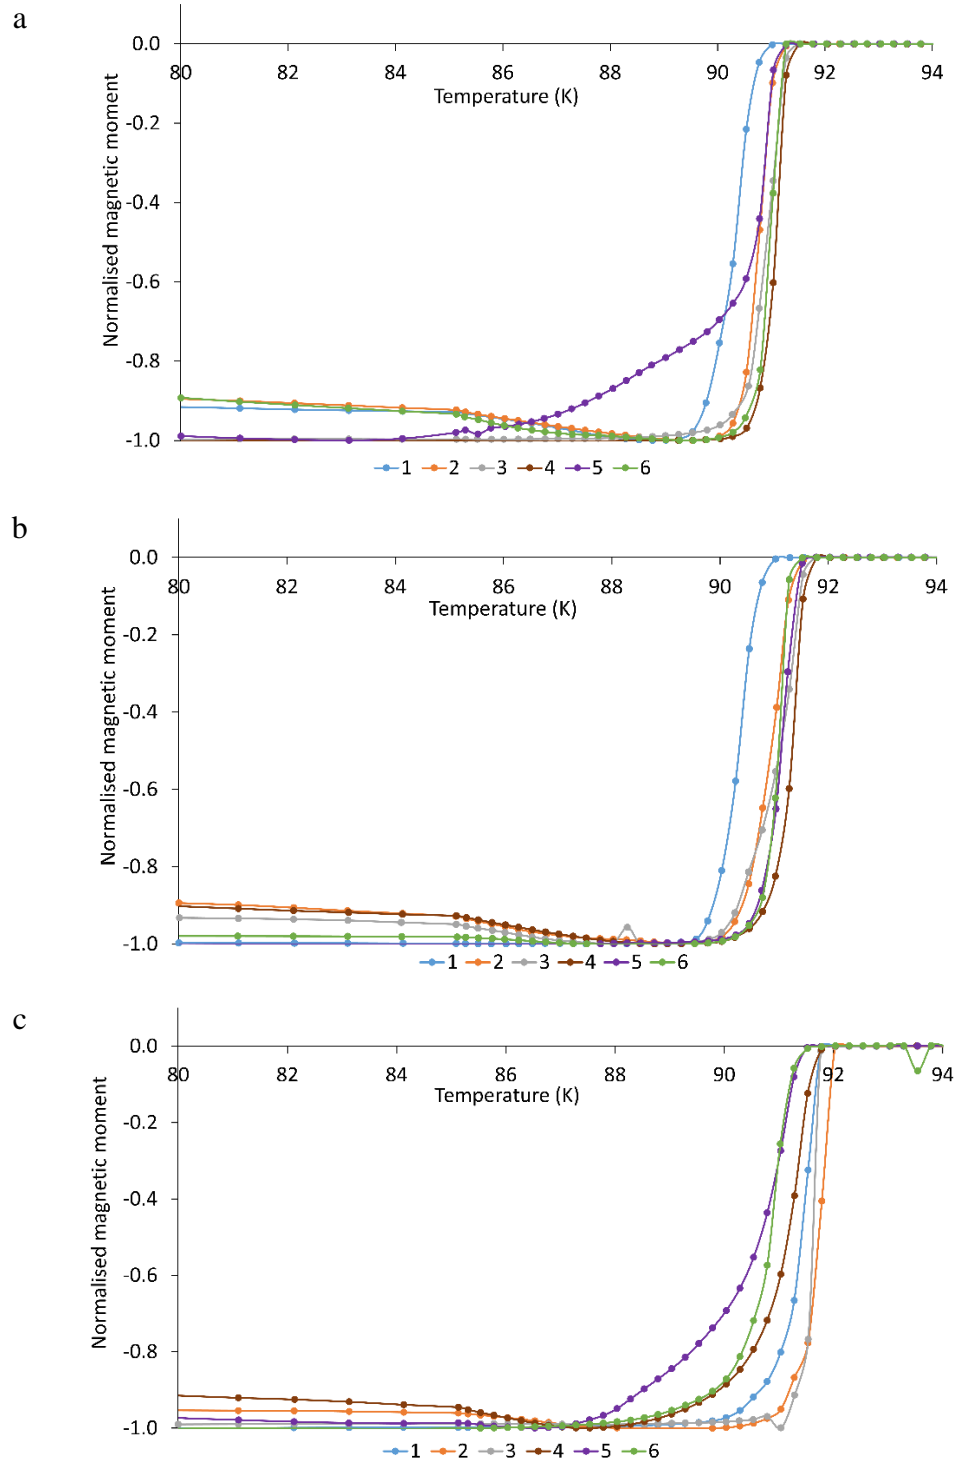 a
0.0
80 82 84 86 88 90 92 94
Temperature (K)
-0.2
-0.4
-0.6
-0.8
-1.0
Normalised magnetic moment
1 2 3 4 5 6
b
0.0
80 82 84 86 88 90 92 94
Temperature (K)
-0.2
-0.4
-0.6
-0.8
-1.0
Normalised magnetic moment
1 2 3 4 5 6
c
0.0
80 82 84 86 88 90 92 94
Temperature (K)
-0.2
-0.4
-0.6
-0.8
-1.0
Normalised magnetic moment
1 2 3 4 5 6